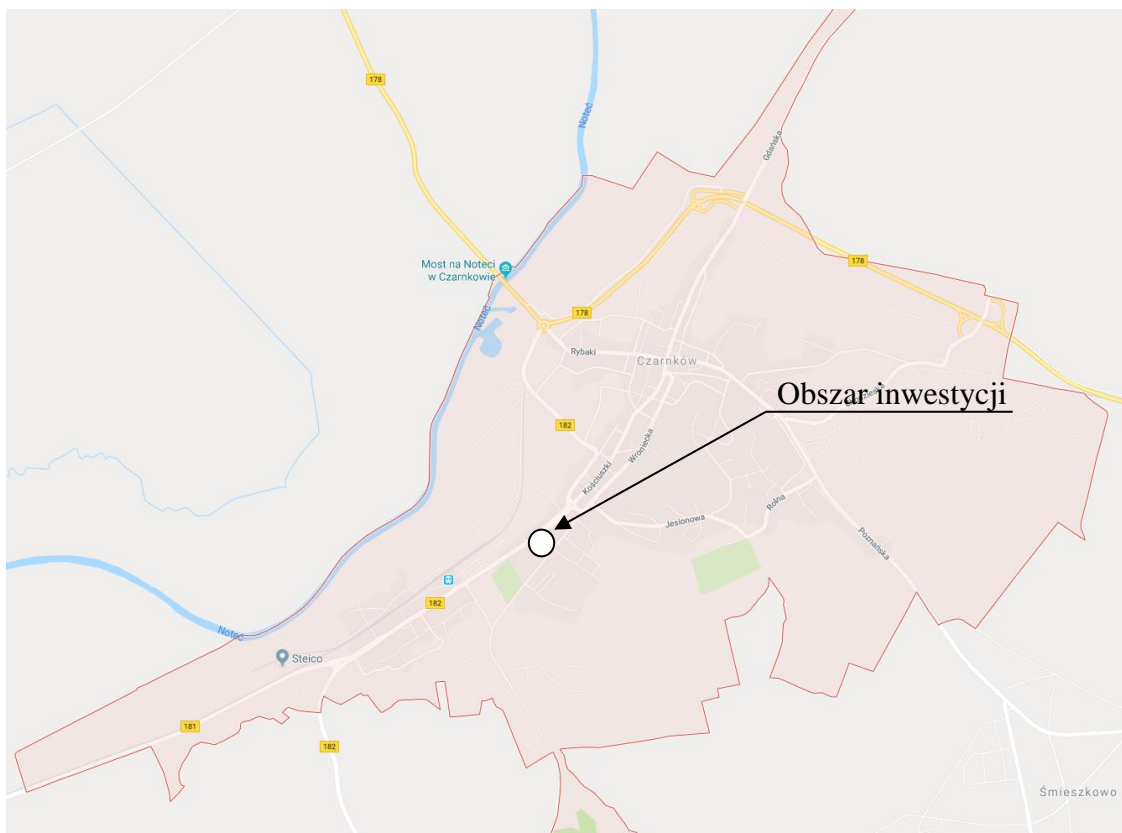 178
Noteć
Gdańska
Most na Noteci
w Czarnkowie
178
Noteć
178
Rybaki
Czarnków
Obszar inwestycji
182
Wroniecka
Kościuszki
Rolna
Jesionowa
Poznańska
182
Noteć
Steico
181
182
Śmieszkowo